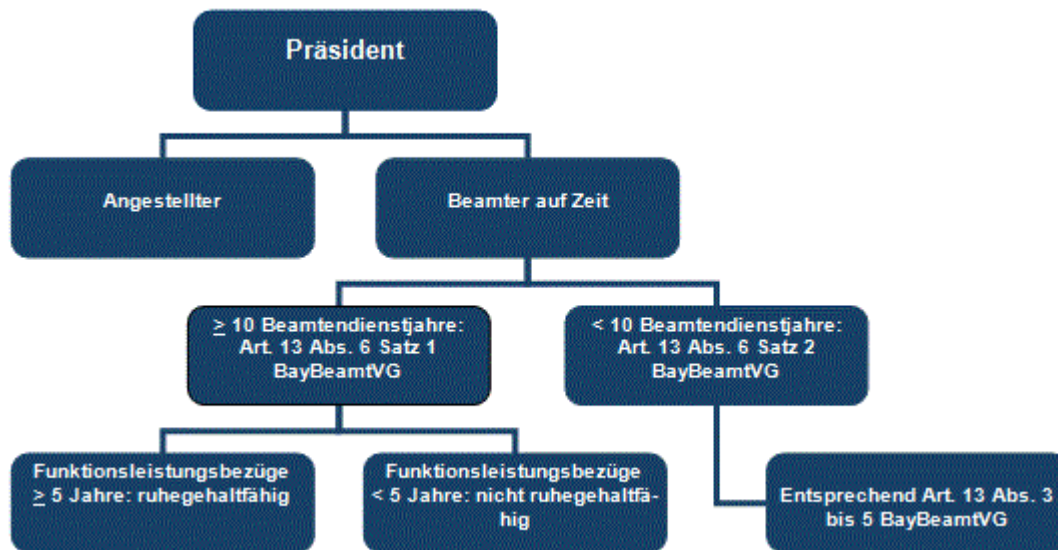 Präsident
Angestellter
Beamter auf Zeit
≥ 10 Beamtendienstjahre:
Art. 13 Abs. 6 Satz 1
BayBeamtVG
< 10 Beamtendienstjahre:
Art. 13 Abs. 6 Satz 2
BayBeamtVG
Funktionsleistungsbezüge
≥ 5 Jahre: ruhegehaltfähig
Funktionsleistungsbezüge
< 5 Jahre: nicht ruhegehaltfä-
hig
Entsprechend Art. 13 Abs. 3
bis 5 BayBeamtVG